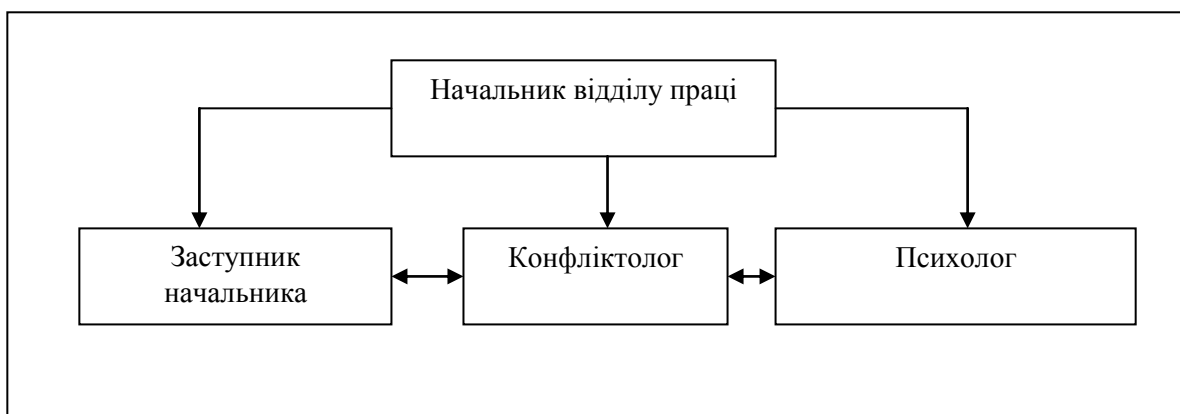 Начальник відділу праці
Заступник
начальника
Конфліктолог
Психолог